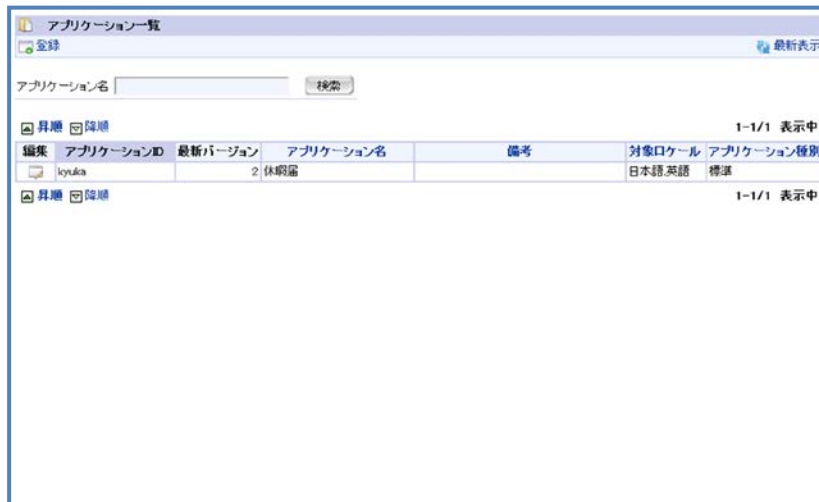 アプリケーション一覧
登録 最新表示
アプリケーション名 検索
昇順 降順 1-1/1 表示中
編集 アプリケーションID 最新バージョン アプリケーション名 備考 対象ロケール アプリケーション種別
kyuka 2 休暇届 日本語,英語 標準
昇順 降順 1-1/1 表示中